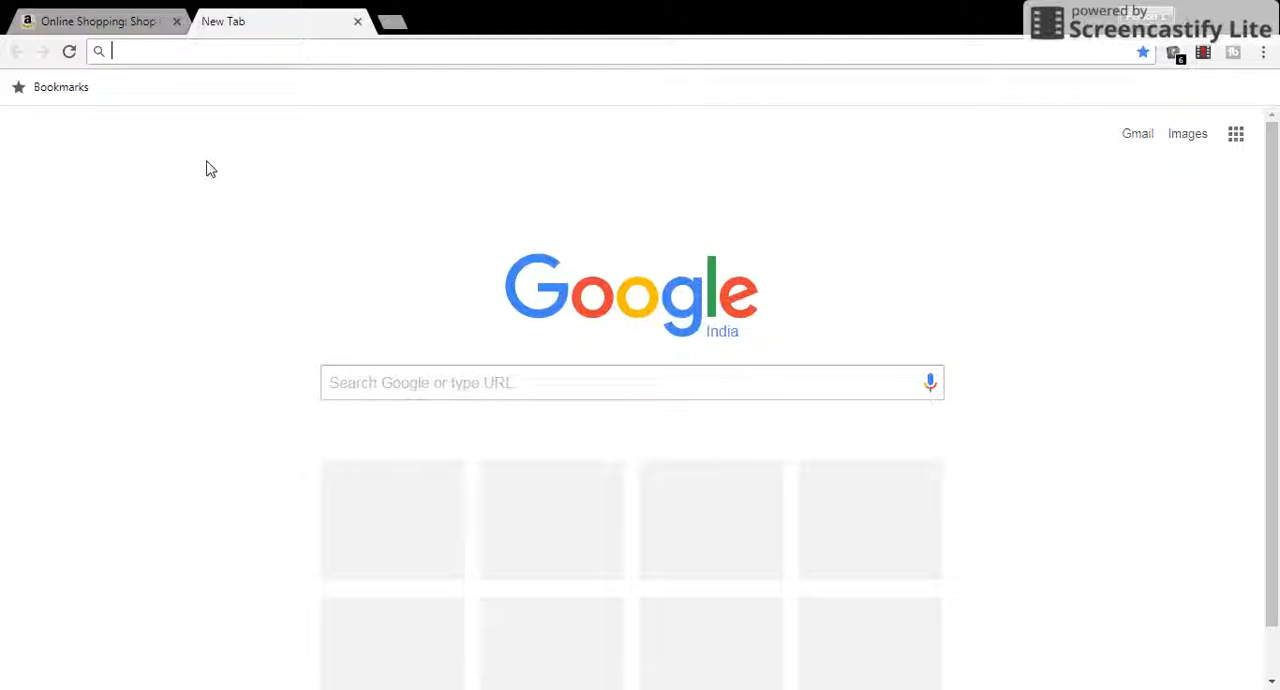 Online Shopping: Shop
New Tab
powered by
Screencastify Lite
6
Bookmarks
Gmail
Images
Google
India
Search Google or type URL